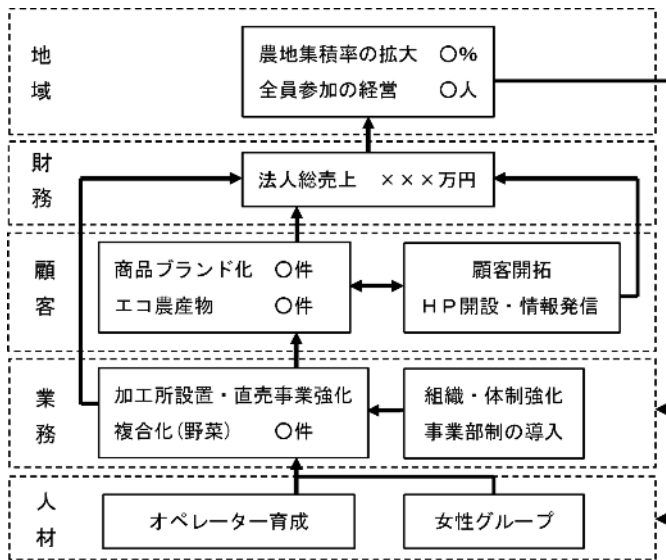 地域
農地集積率の拡大　○%
全員参加の経営　○人
財務
法人総売上　×××万円
顧客
商品ブランド化　○件
エコ農産物　○件
顧客開拓
HP開設・情報発信
業務
加工所設置・直売事業強化
複合化(野菜)　○件
組織・体制強化
事業部制の導入
人材
オペレーター育成
女性グループ